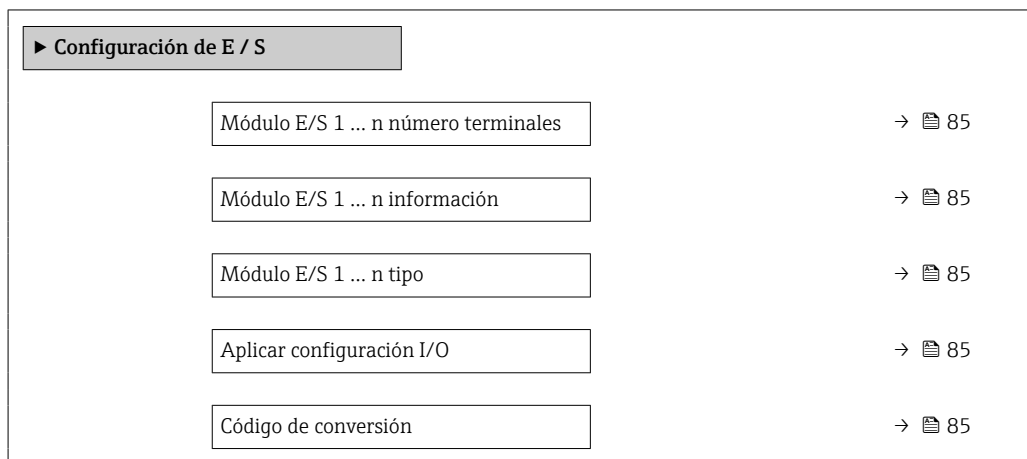 ▶ Configuración de E / S
Módulo E/S 1 ... n número terminales → 85
Módulo E/S 1 ... n información → 85
Módulo E/S 1 ... n tipo → 85
Aplicar configuración I/O → 85
Código de conversión → 85